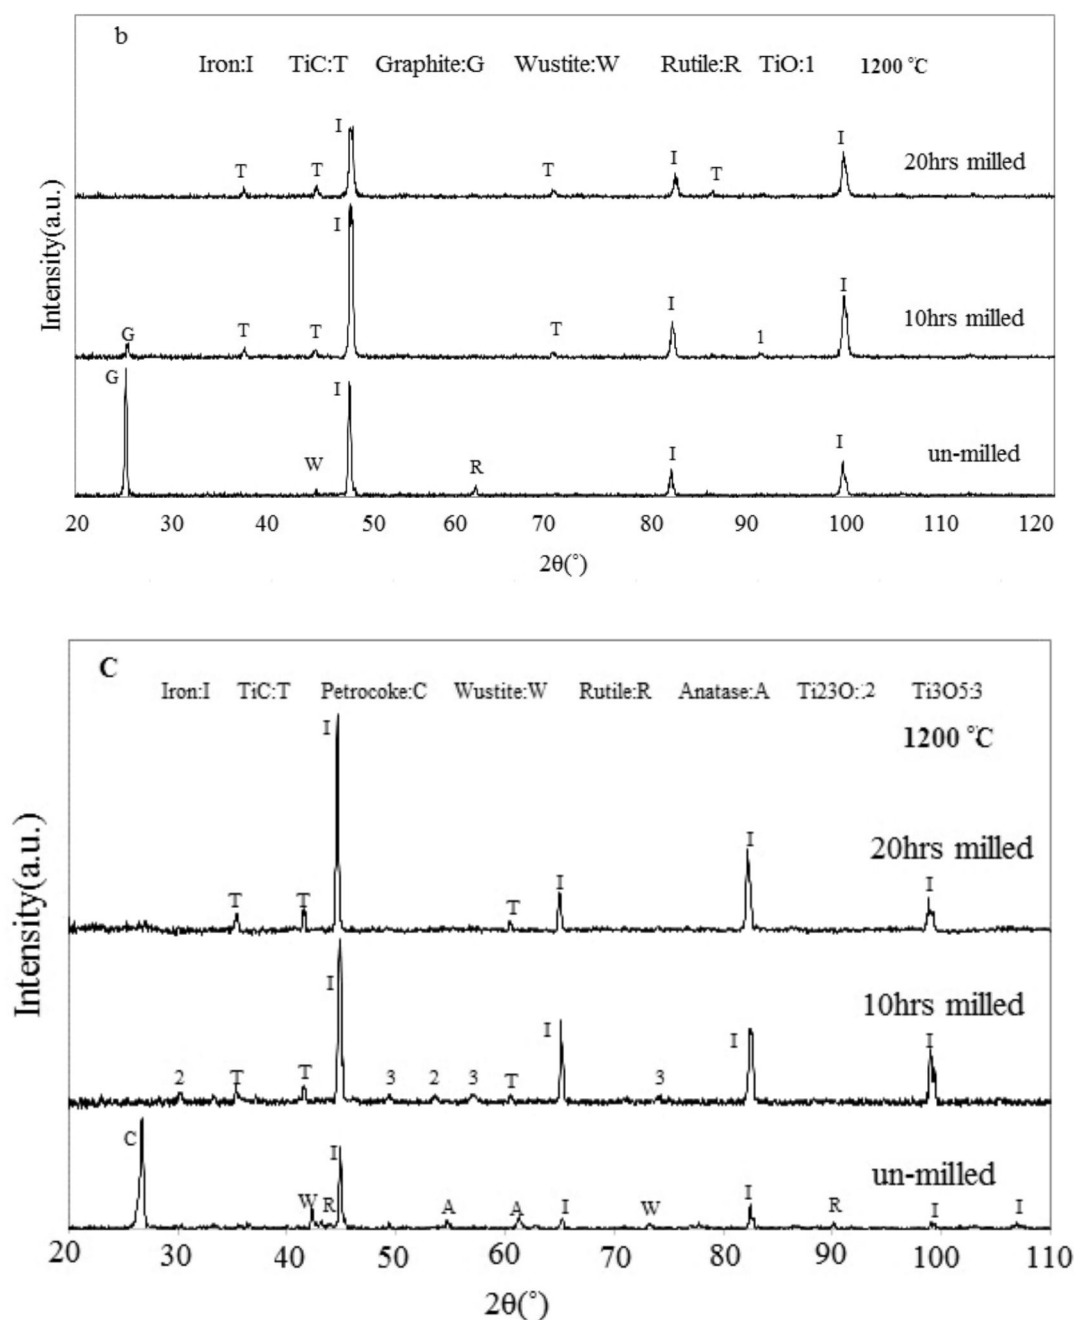 b
Iron:I TiC:T Graphite:G Wustite:W Rutile:R TiO:1 1200 °C
I
I
T T T I T 20hrs milled
Intensity(a.u.)
I
I
G T T T I 1 10hrs milled
G I
I
W R I un-milled
20 30 40 50 60 70 80 90 100 110 120
2θ(°)
C
Iron:I TiC:T Petrocoke:C Wustite:W Rutile:R Anatase:A Ti23O:.2 Ti3O5:3
I 1200 °C
I 20hrs milled
T T T I I
Intensity(a.u.)
I 10hrs milled
2 T T 3 2 3 T I 3 I I
C I I un-milled
W R A A I W R I I
20 30 40 50 60 70 80 90 100 110
2θ(°)